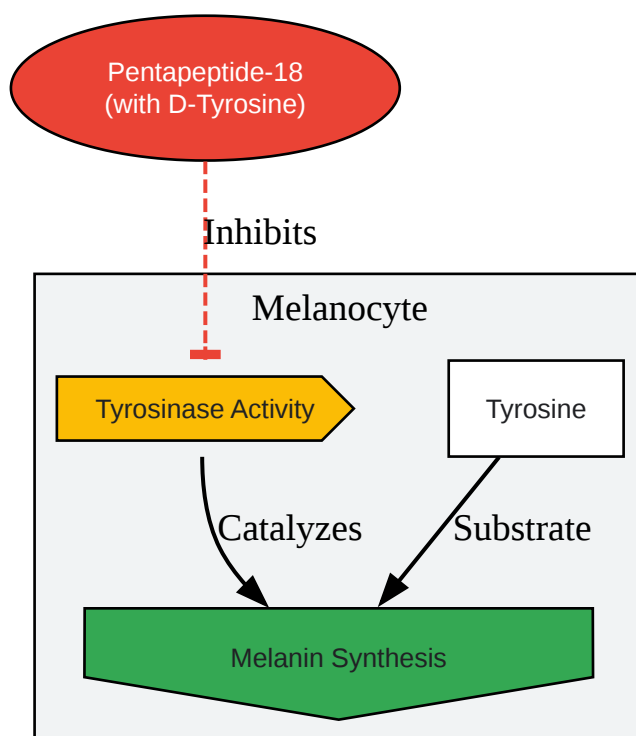 Pentapeptide-18
(with D-Tyrosine)
Inhibits
Melanocyte
Tyrosinase Activity
Tyrosine
Catalyzes
Substrate
Melanin Synthesis